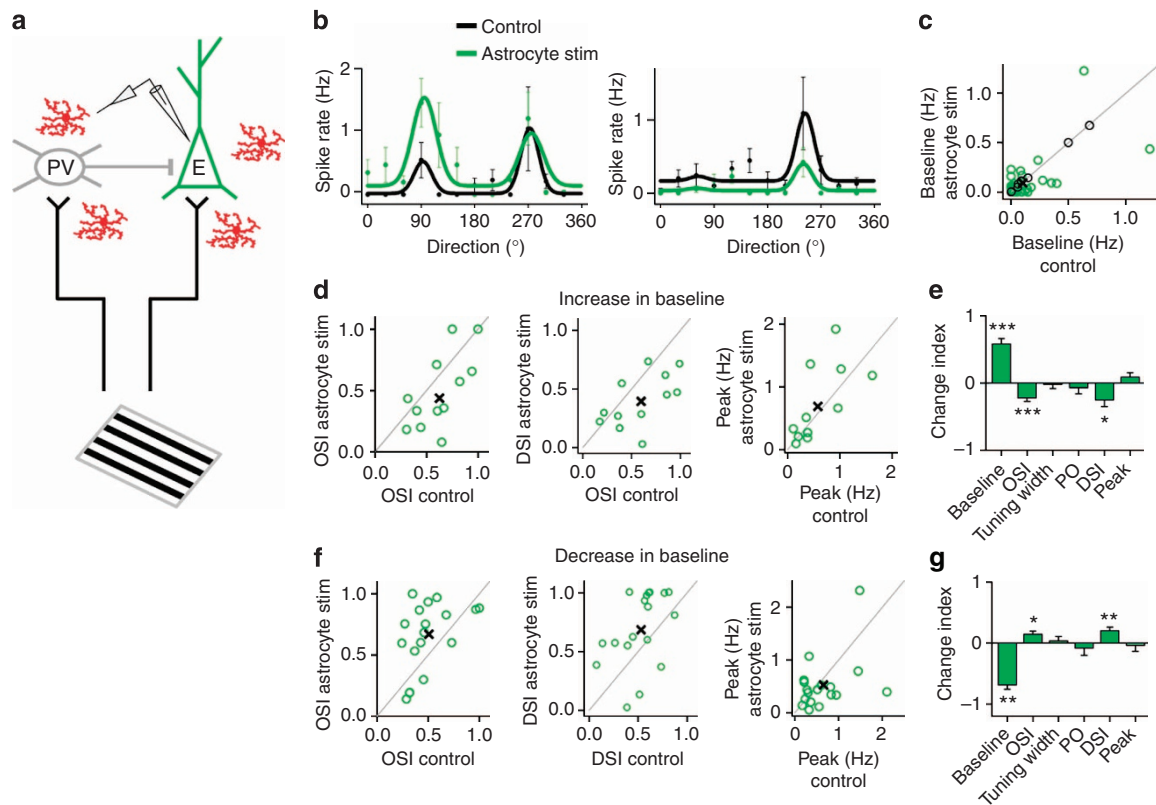 a
PV
E
b
Control
Astrocyte stim
Spike rate (Hz)
2
1
0
0 90 180 270 360
Direction (°)
Spike rate (Hz)
2
1
0
0 90 180 270 360
Direction (°)
c
Baseline (Hz)
astrocyte stim
1.0
0.5
0.0
0.0 0.5 1.0
Baseline (Hz)
control
d
Increase in baseline
OSI astrocyte stim
1.0
0.5
0.0
0.0 0.5 1.0
OSI control
DSI astrocyte stim
1.0
0.5
0.0
0.0 0.5 1.0
OSI control
Peak (Hz)
astrocyte stim
2
1
0
0 1 2
Peak (Hz)
control
e
Change index
1
0
−1
***
***
*
Baseline
OSI
Tuning width
PO
DSI
Peak
f
Decrease in baseline
OSI astrocyte stim
1.0
0.5
0.0
0.0 0.5 1.0
OSI control
DSI astrocyte stim
1.0
0.5
0.0
0.0 0.5 1.0
DSI control
Peak (Hz)
astrocyte stim
2
1
0
0 1 2
Peak (Hz)
control
g
Change index
1
0
−1
**
*
**
Baseline
OSI
Tuning width
PO
DSI
Peak